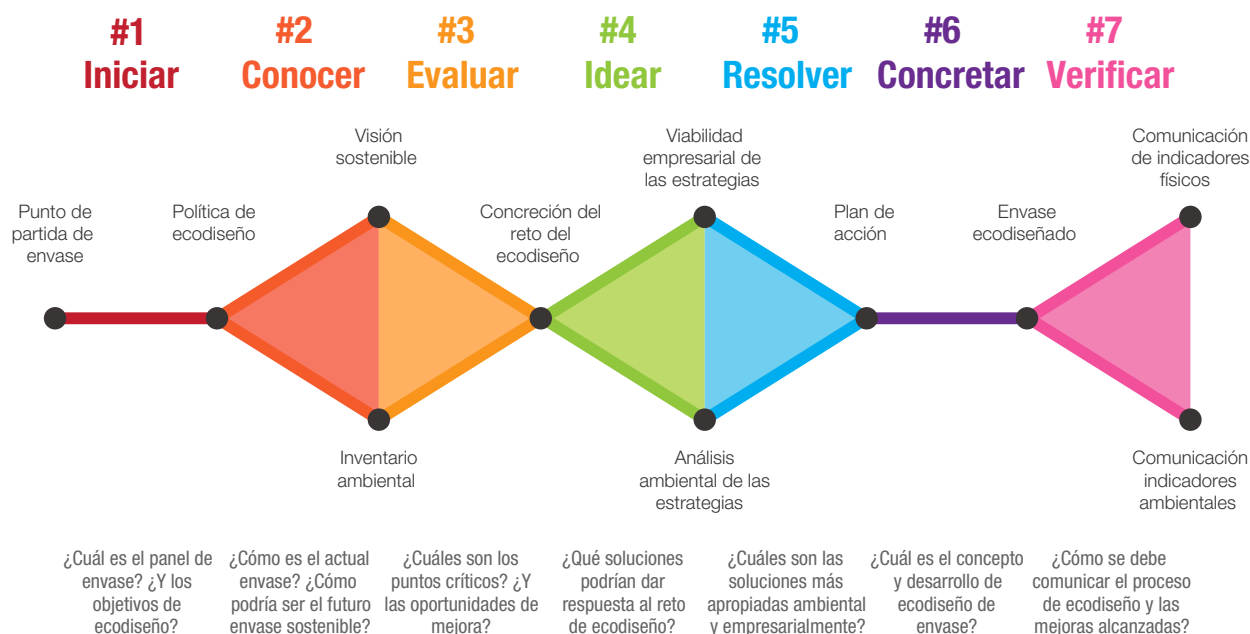 #1
Iniciar
#2
Conocer
#3
Evaluar
#4
Idear
#5
Resolver
#6
Concretar
#7
Verificar
Punto de
partida de
envase
Política de
ecodiseño
Visión
sostenible
Inventario
ambiental
Concreción del
reto del
ecodiseño
Viabilidad
empresarial de
las estrategias
Análisis
ambiental de las
estrategias
Plan de
acción
Envase
ecodiseñado
Comunicación
de indicadores
físicos
Comunicación
indicadores
ambientales
¿Cuál es el panel de
envase? ¿Y los
objetivos de
ecodiseño?
¿Cómo es el actual
envase? ¿Cómo
podría ser el futuro
envase sostenible?
¿Cuáles son los
puntos críticos? ¿Y
las oportunidades de
mejora?
¿Qué soluciones
podrían dar
respuesta al reto
de ecodiseño?
¿Cuáles son las
soluciones más
apropiadas ambiental
y empresarialmente?
¿Cuál es el concepto
y desarrollo de
ecodiseño de
envase?
¿Cómo se debe
comunicar el proceso
de ecodiseño y las
mejoras alcanzadas?